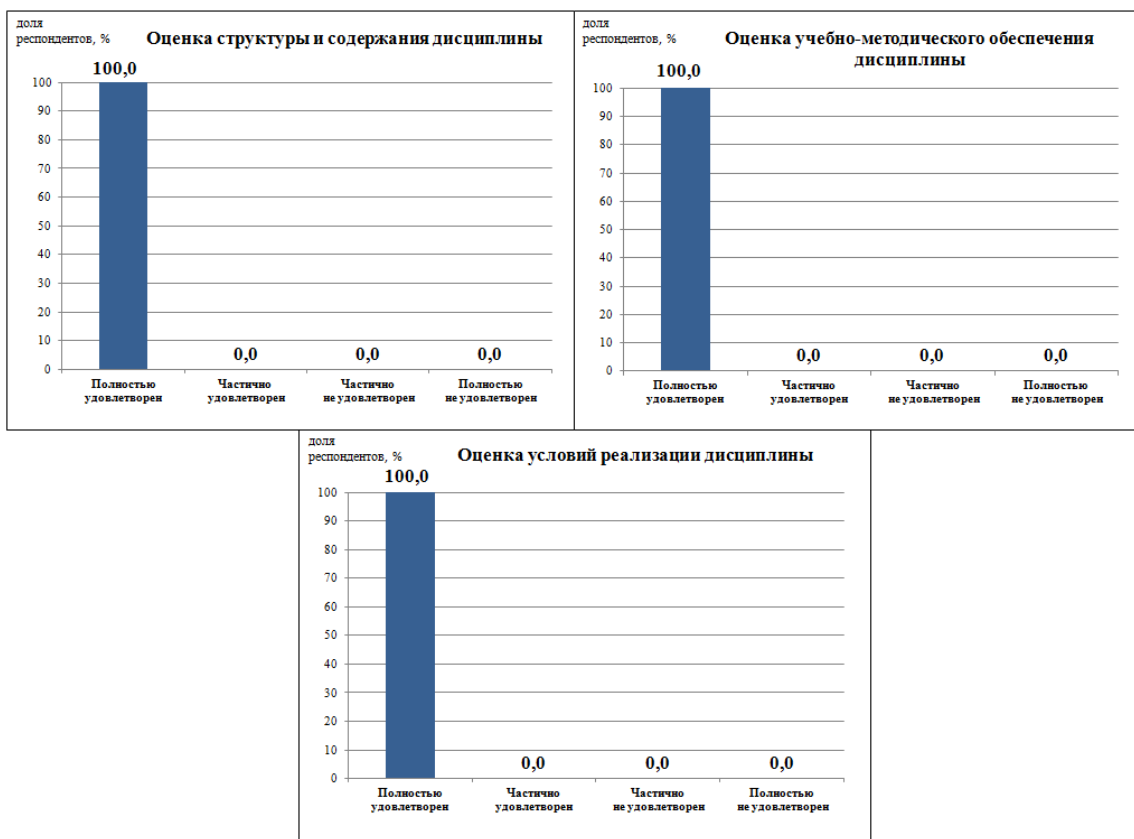 доля
респондентов, %
Оценка структуры и содержания дисциплины
100,0
100
90
80
70
60
50
40
30
20
10
0
0,0
0,0
0,0
Полностью
удовлетворен
Частично
удовлетворен
Частично
не удовлетворен
Полностью
не удовлетворен
доля
респондентов, %
Оценка учебно-методического обеспечения
дисциплины
100,0
100
90
80
70
60
50
40
30
20
10
0
0,0
0,0
0,0
Полностью
удовлетворен
Частично
удовлетворен
Частично
не удовлетворен
Полностью
не удовлетворен
доля
респондентов, %
Оценка условий реализации дисциплины
100,0
100
90
80
70
60
50
40
30
20
10
0
0,0
0,0
0,0
Полностью
удовлетворен
Частично
удовлетворен
Частично
не удовлетворен
Полностью
не удовлетворен